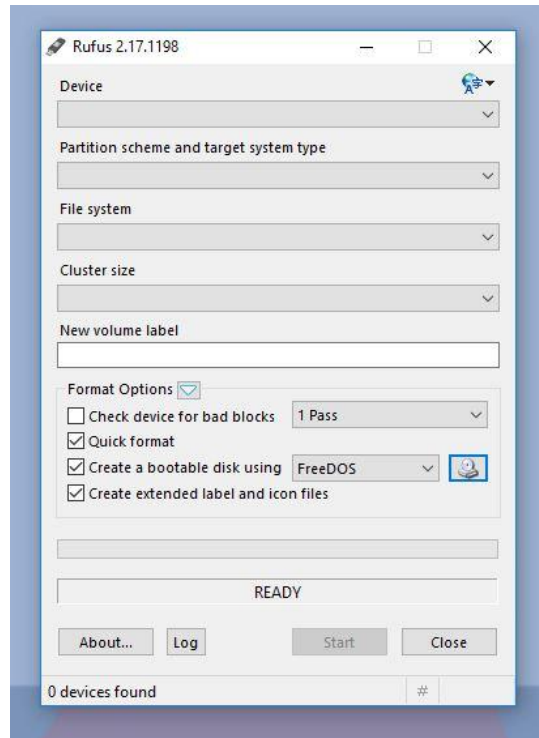 Rufus 2.17.1198
Device
Partition scheme and target system type
File system
Cluster size
New volume label
Format Options
Check device for bad blocks 1 Pass
Quick format
Create a bootable disk using FreeDOS
Create extended label and icon files
READY
About... Log Start Close
0 devices found #